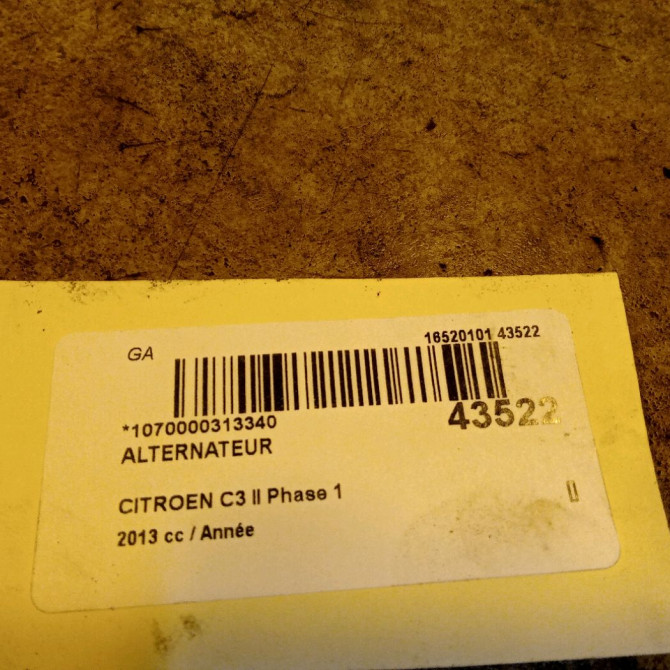 GA
16520101 43522
*1070000313340
43522
ALTERNATEUR
CITROEN C3 II Phase 1
2013 cc / Année